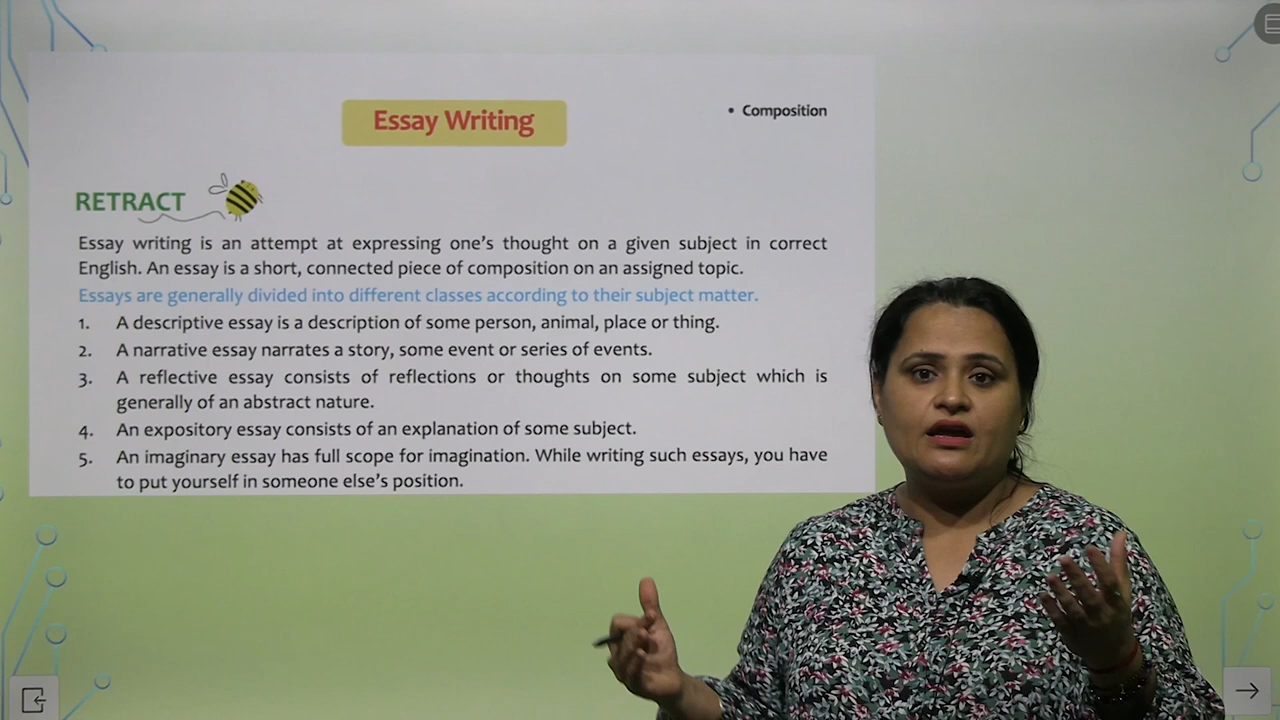 Essay Writing
• Composition
RETRACT
Essay writing is an attempt at expressing one's thought on a given subject in correct
English. An essay is a short, connected piece of composition on an assigned topic.
Essays are generally divided into different classes according to their subject matter.
1. A descriptive essay is a description of some person, animal, place or thing.
2. A narrative essay narrates a story, some event or series of events.
3. A reflective essay consists of reflections or thoughts on some subject which is
generally of an abstract nature.
4. An expository essay consists of an explanation of some subject.
5. An imaginary essay has full scope for imagination. While writing such essays, you have
to put yourself in someone else's position.